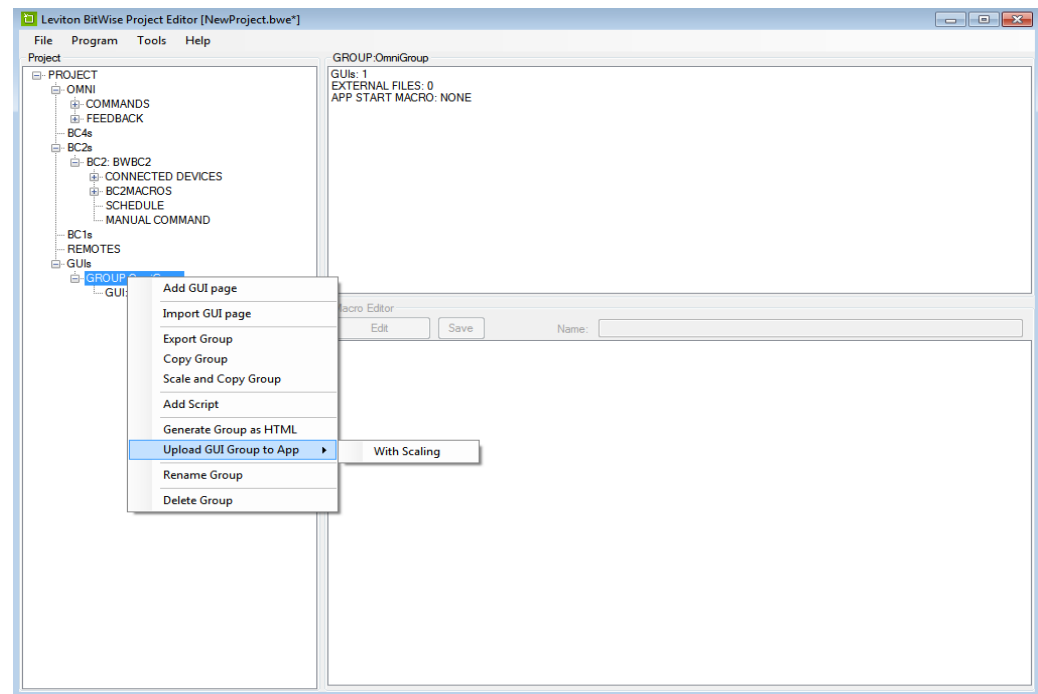 Leviton BitWise Project Editor [NewProject.bwe*]
File Program Tools Help
Project
PROJECT
OMNI
COMMANDS
FEEDBACK
BC4s
BC2s
BC2: BWBC2
CONNECTED DEVICES
BC2MACROS
SCHEDULE
MANUAL COMMAND
BC1s
REMOTES
GUIs
GROUP
GUI:
Add GUI page
Import GUI page
Export Group
Copy Group
Scale and Copy Group
Add Script
Generate Group as HTML
Upload GUI Group to App
With Scaling
Rename Group
Delete Group
GROUP:OmniGroup
GUIs: 1
EXTERNAL FILES: 0
APP START MACRO: NONE
Macro Editor
Edit Save Name: